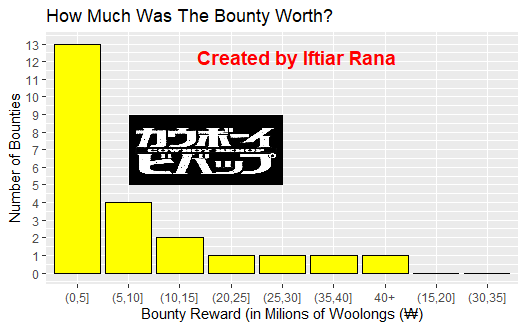 How Much Was The Bounty Worth?
Created by Iftiar Rana
カウボーイ
COWBOY BEBOP
ビバップ
Number of Bounties
13
12
11
10
9
8
7
6
5
4
3
2
1
0
(0,5] (5,10] (10,15] (20,25] (25,30] (35,40] 40+ (15,20] (30,35]
Bounty Reward (in Milions of Woolongs (₩)